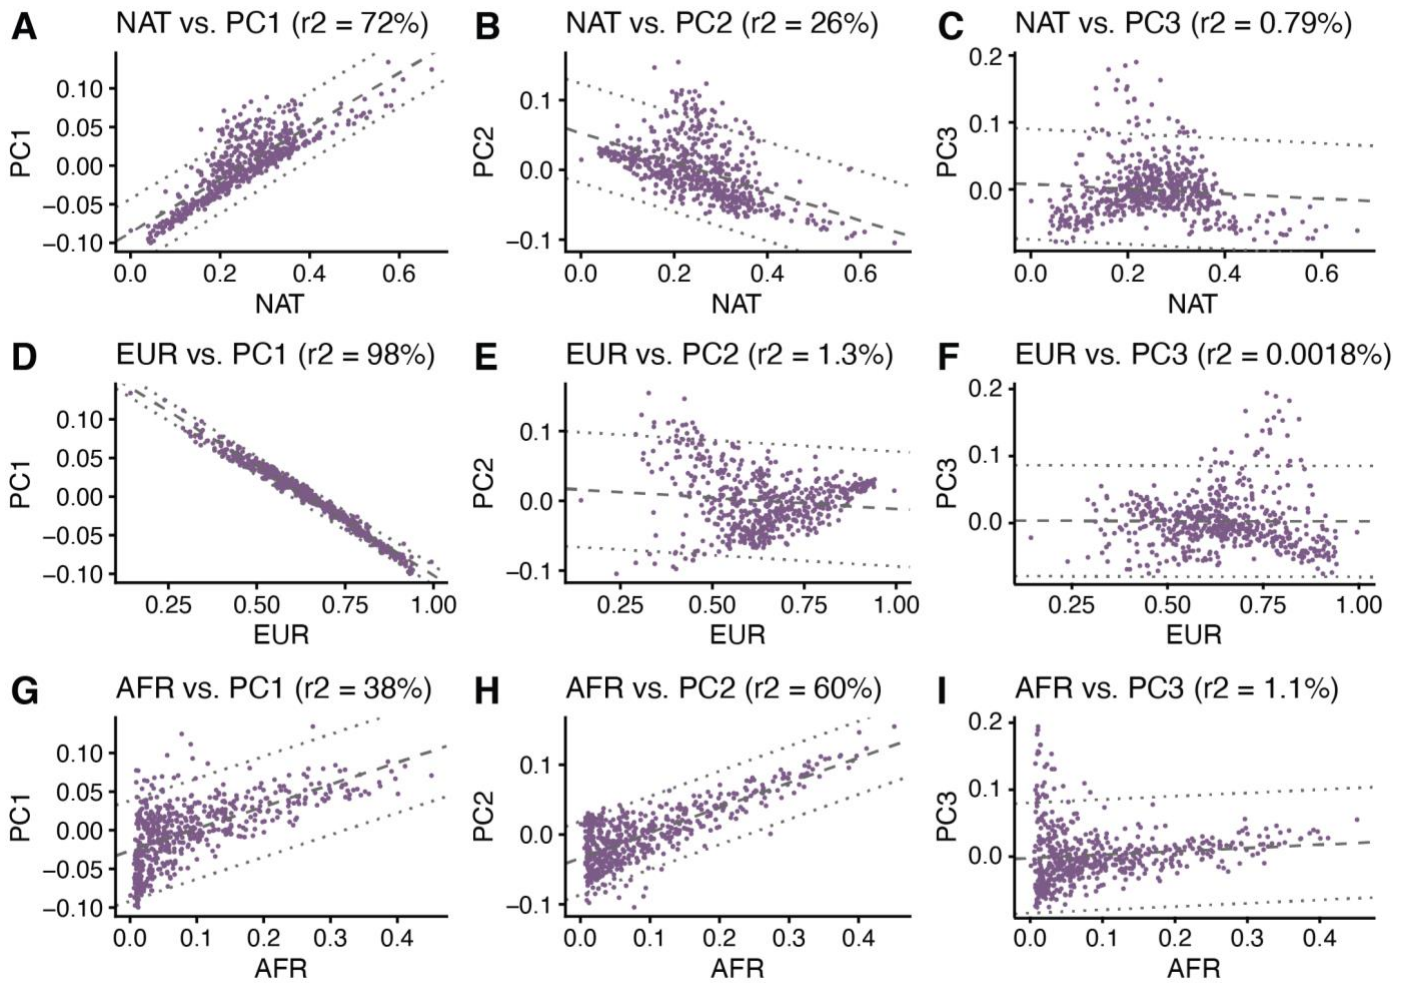 A NAT vs. PC1 (r2 = 72%)
0.10
0.05
0.00
−0.05
−0.10
PC1
0.0 0.2 0.4 0.6
NAT
B NAT vs. PC2 (r2 = 26%)
0.1
0.0
−0.1
PC2
0.0 0.2 0.4 0.6
NAT
C NAT vs. PC3 (r2 = 0.79%)
0.2
0.1
0.0
PC3
0.0 0.2 0.4 0.6
NAT
D EUR vs. PC1 (r2 = 98%)
0.10
0.05
0.00
−0.05
−0.10
PC1
0.25 0.50 0.75 1.00
EUR
E EUR vs. PC2 (r2 = 1.3%)
0.1
0.0
−0.1
PC2
0.25 0.50 0.75 1.00
EUR
F EUR vs. PC3 (r2 = 0.0018%)
0.2
0.1
0.0
PC3
0.25 0.50 0.75 1.00
EUR
G AFR vs. PC1 (r2 = 38%)
0.10
0.05
0.00
−0.05
−0.10
PC1
0.0 0.1 0.2 0.3 0.4
AFR
H AFR vs. PC2 (r2 = 60%)
0.1
0.0
−0.1
PC2
0.0 0.1 0.2 0.3 0.4
AFR
I AFR vs. PC3 (r2 = 1.1%)
0.2
0.1
0.0
PC3
0.0 0.1 0.2 0.3 0.4
AFR